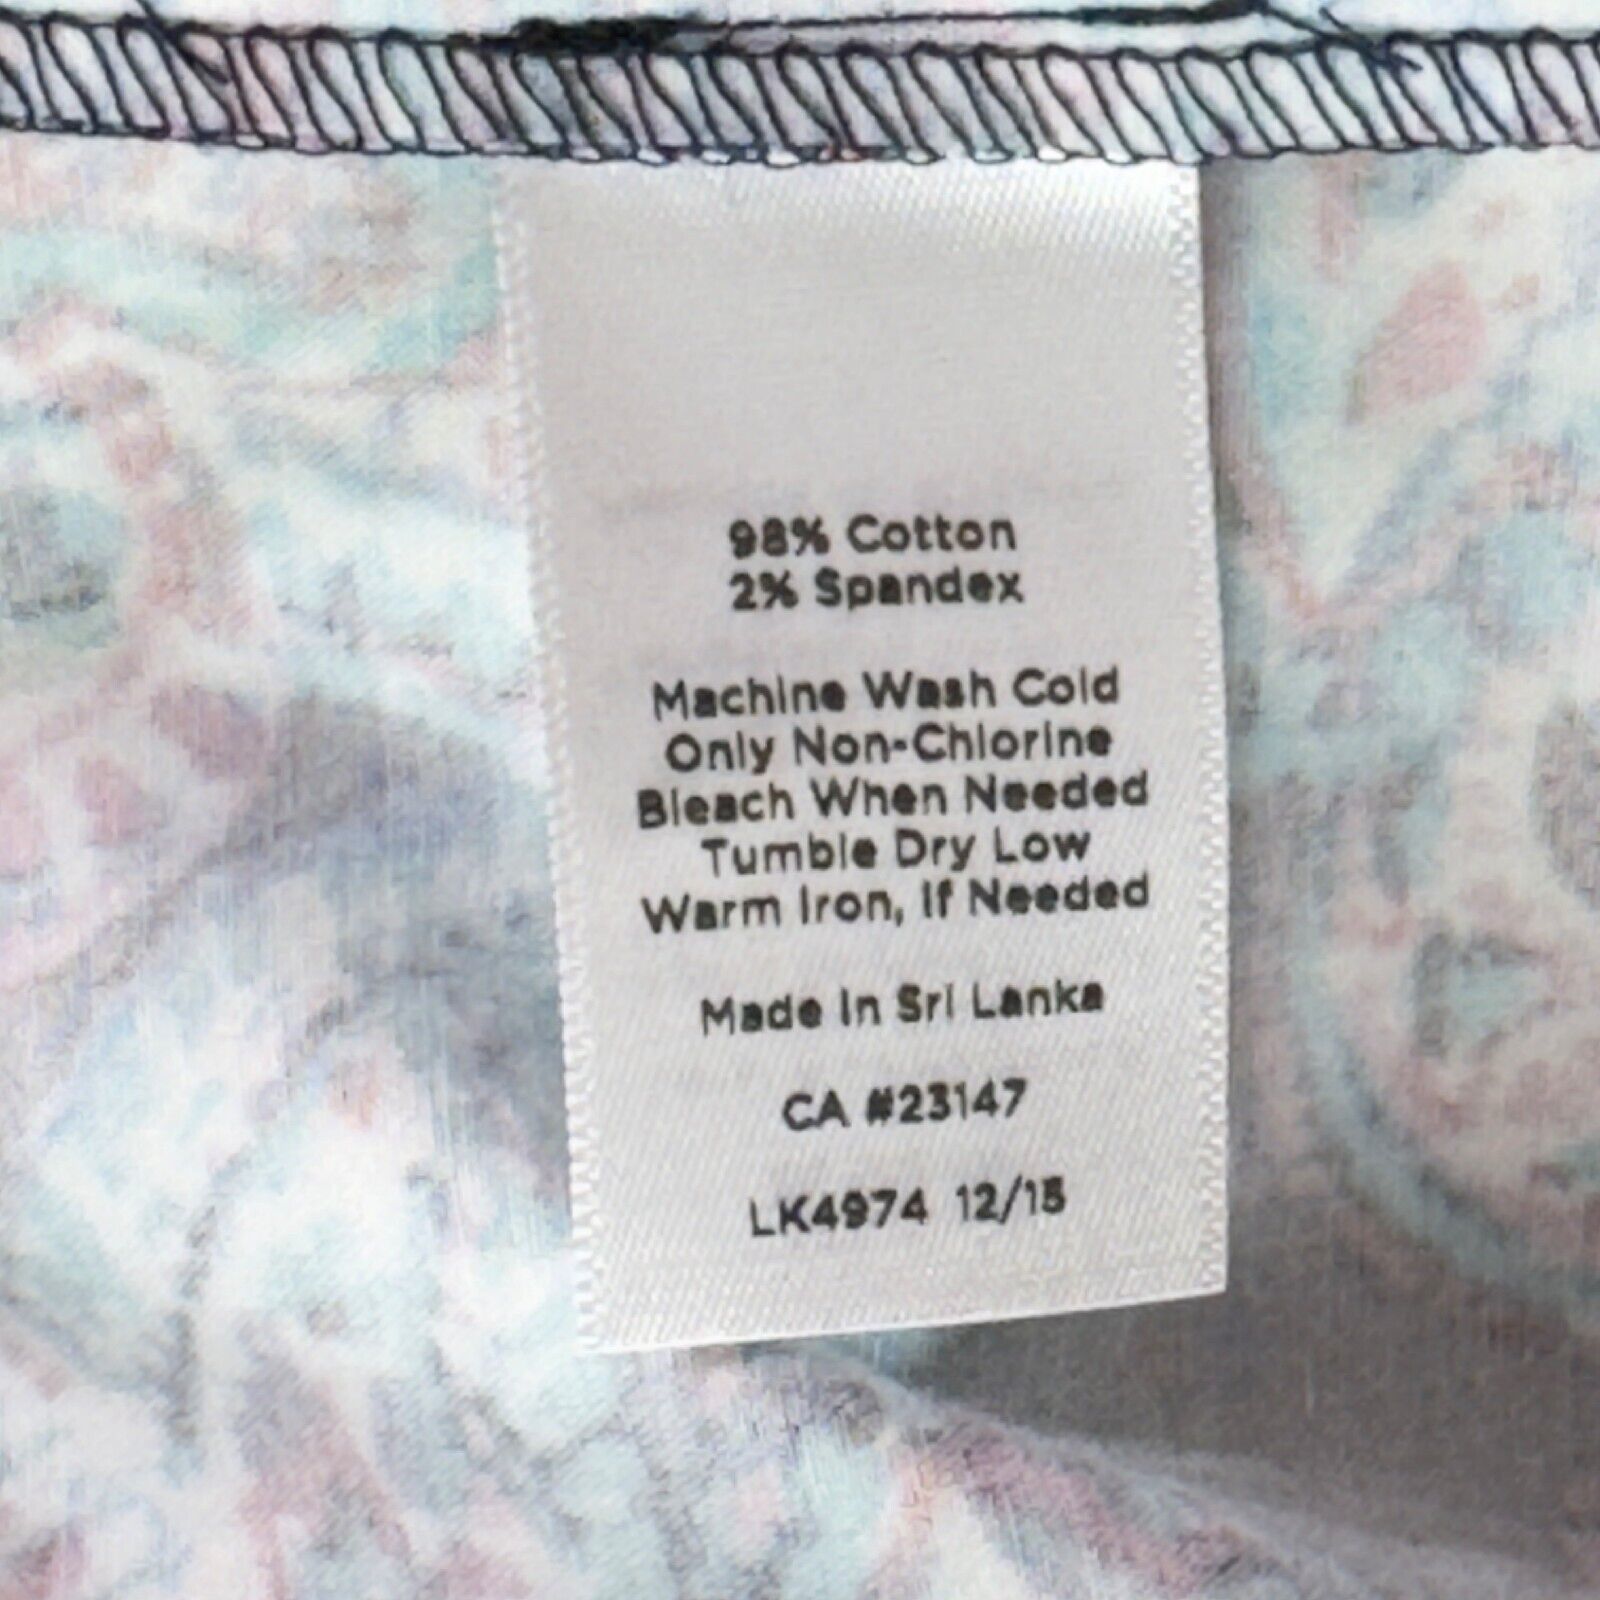 98% Cotton
2% Spandex
Machine Wash Cold
Only Non-Chlorine
Bleach When Needed
Tumble Dry Low
Warm Iron, If Needed
Made In Sri Lanka
CA #23147
LK4974 12/15